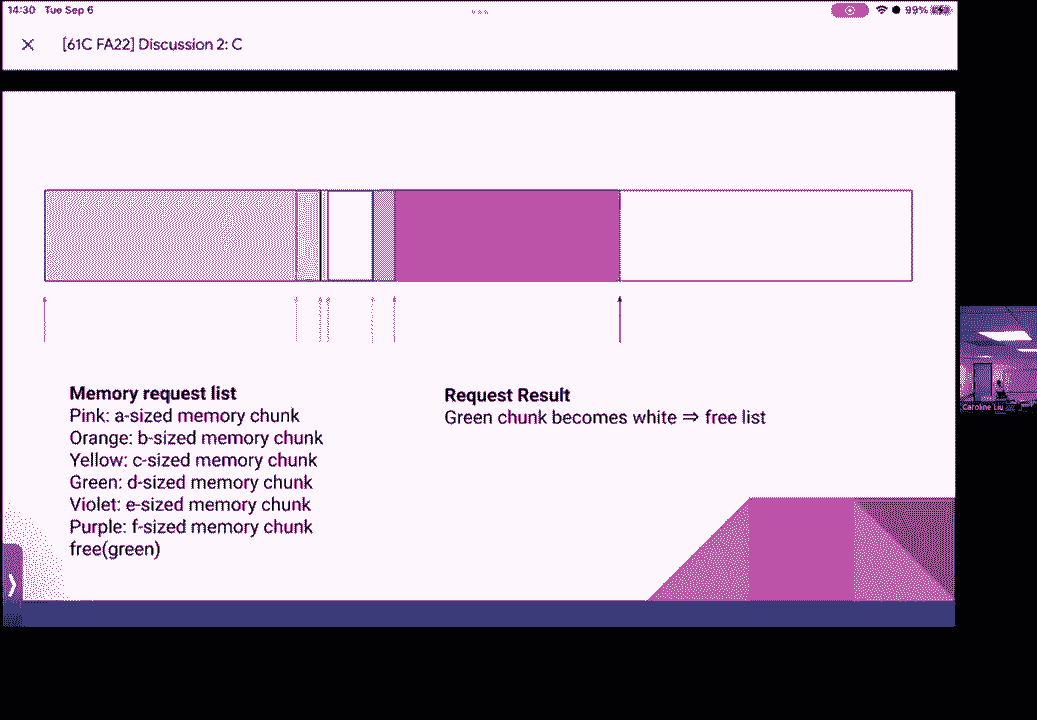 14:30 Tue Sep 6
99%
[61C FA22] Discussion 2: C
Memory request list
Pink: a-sized memory chunk
Orange: b-sized memory chunk
Yellow: c-sized memory chunk
Green: d-sized memory chunk
Violet: e-sized memory chunk
Purple: f-sized memory chunk
free(green)
Request Result
Green chunk becomes white ⇒ free list
Caroline Liu